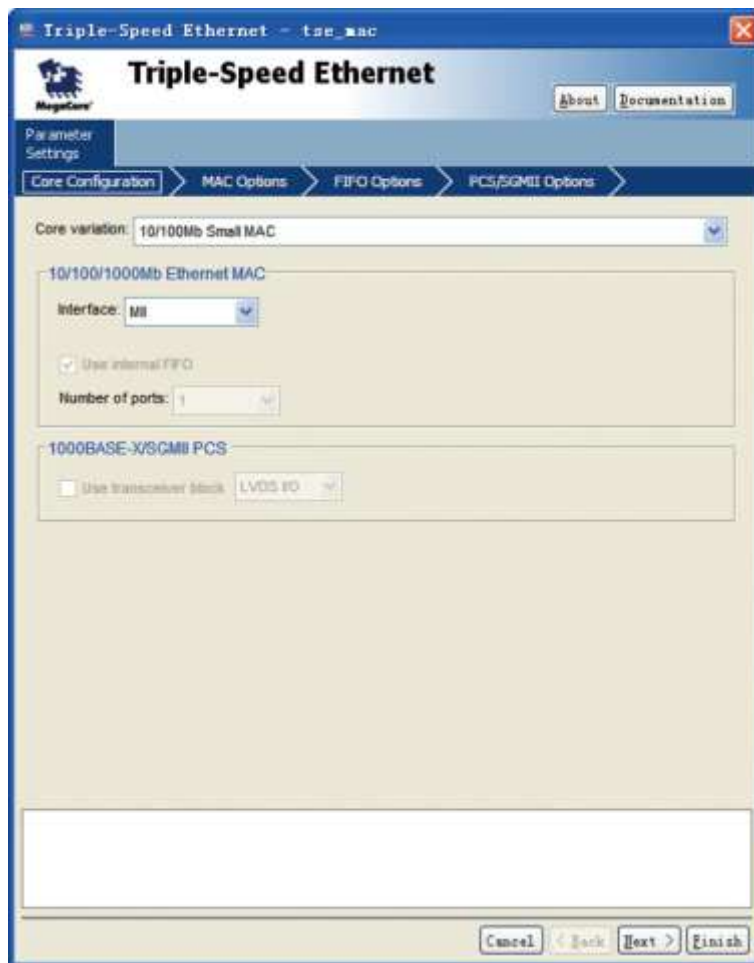 Triple-Speed Ethernet - tse_mac
Triple-Speed Ethernet
MegaCore®
About
Documentation
Parameter
Settings
Core Configuration
MAC Options
FIFO Options
PCS/SGMII Options
Core variation: 10/100Mb Small MAC
10/100/1000Mb Ethernet MAC
Interface: MII
Use internal FIFO
Number of ports: 1
1000BASE-X/SGMII PCS
Use transceiver block LVDS I/O
Cancel
< Back
Next >
Finish